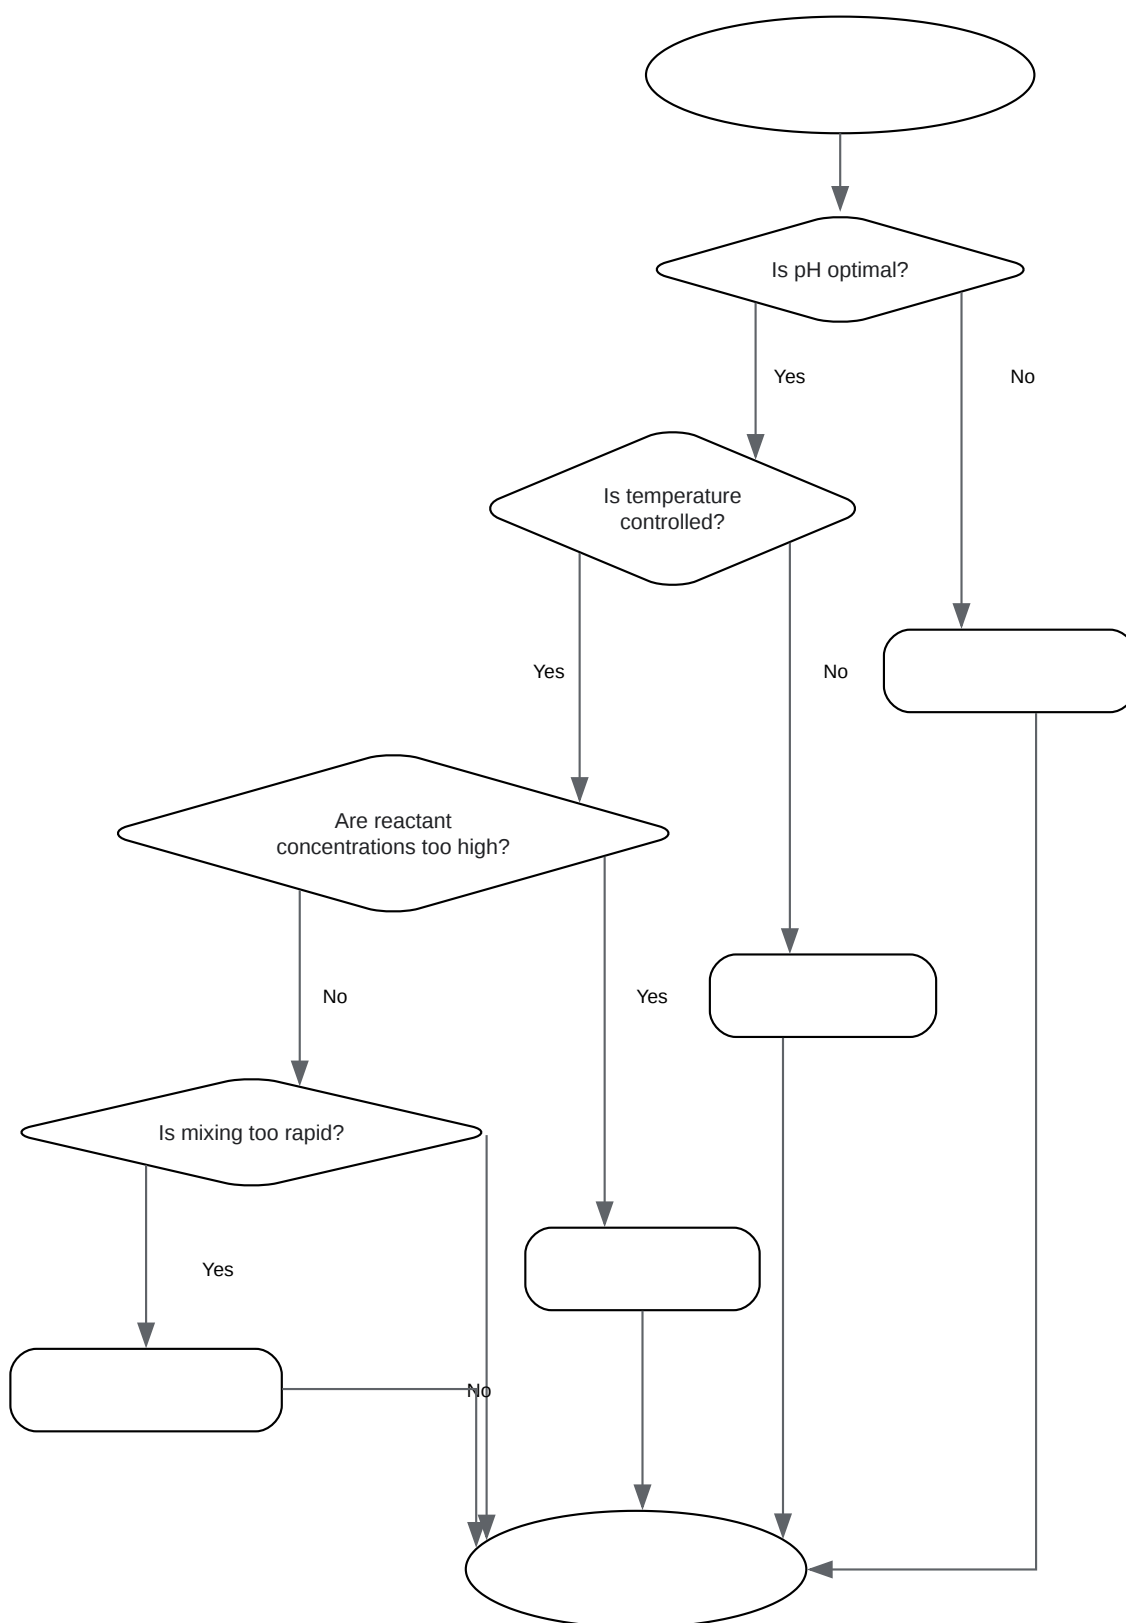 Is pH optimal?
Yes
No
Is temperature
controlled?
Yes
No
Are reactant
concentrations too high?
No
Yes
Is mixing too rapid?
Yes
No